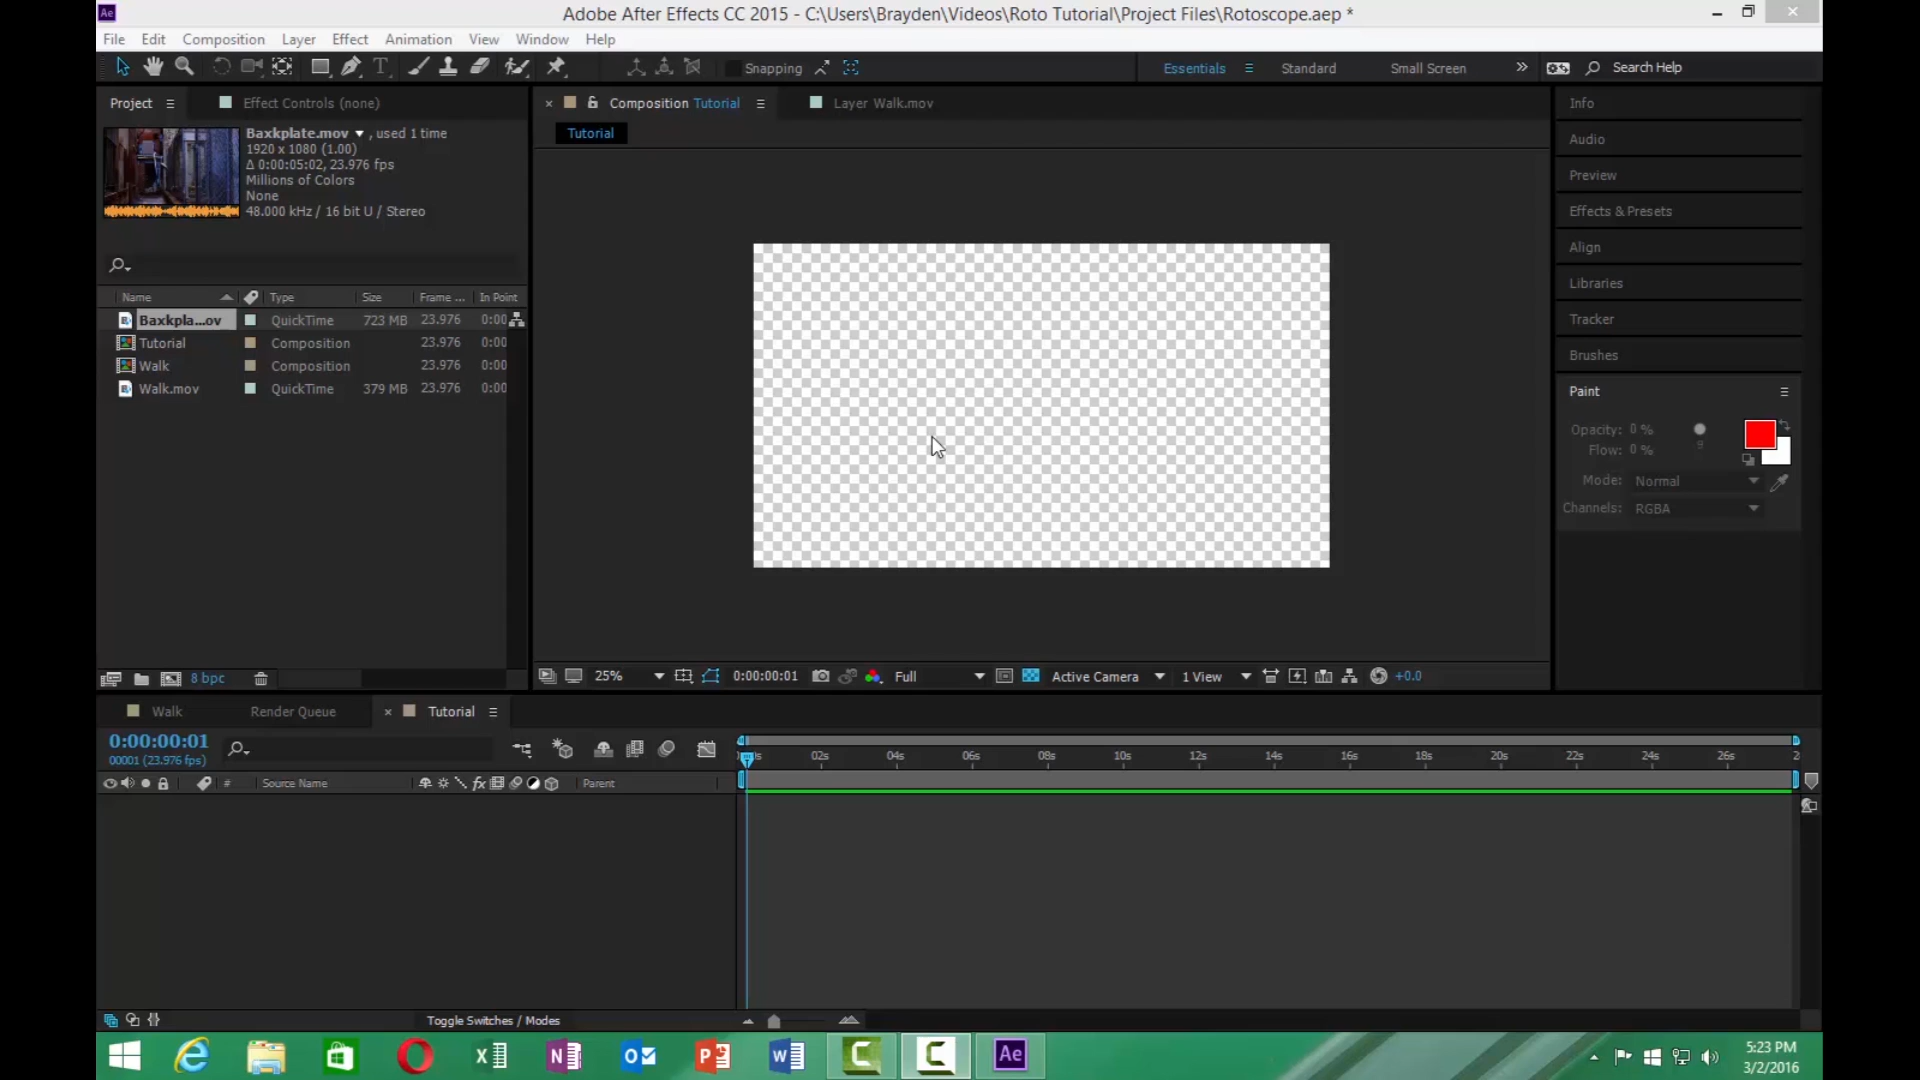 Adobe After Effects CC 2015 - C:\Users\Brayden\Videos\Roto Tutorial\Project Files\Rotoscope.aep *
File Edit Composition Layer Effect Animation View Window Help
Snapping Essentials Standard Small Screen Search Help
Project Effect Controls (none) Composition Tutorial Layer Walk.mov
Tutorial
Baxkplate.mov , used 1 time
1920 x 1080 (1.00)
Δ 0:00:05:02, 23.976 fps
Millions of Colors
None
48.000 kHz / 16 bit U / Stereo
Name Type Size Frame ... In Point
Baxkpla...ov QuickTime 723 MB 23.976 0:00
Tutorial Composition 23.976 0:00
Walk Composition 23.976 0:00
Walk.mov QuickTime 379 MB 23.976 0:00
8 bpc
25% 0:00:00:01 Full Active Camera 1 View +0.0
Info
Audio
Preview
Effects & Presets
Align
Libraries
Tracker
Brushes
Paint
Opacity: 0 %
Flow: 0 %
9
Mode: Normal
Channels: RGBA
Walk Render Queue Tutorial
0:00:00:01
00001 (23.976 fps)
02s 04s 06s 08s 10s 12s 14s 16s 18s 20s 22s 24s 26s
# Source Name fx Parent
Toggle Switches / Modes
5:23 PM
3/2/2016